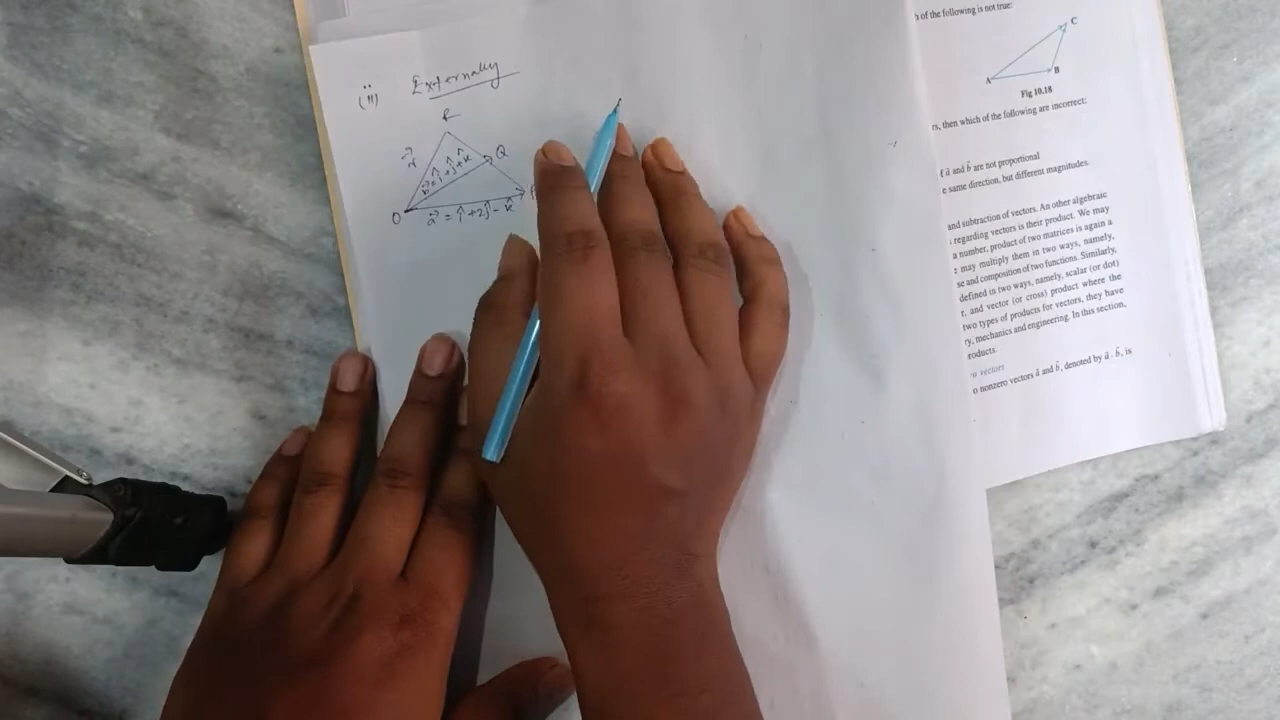 (ii) Externally
R
r⃗
Q
b⃗ = î + ĵ + k̂
O
P
a⃗ = î + 2ĵ - k̂
h of the following is not true:
C
A
B
Fig 10.18
rs, then which of the following are incorrect:
f a⃗ and b⃗ are not proportional
e same direction, but different magnitudes.
and subtraction of vectors. An other algebraic
regarding vectors is their product. We may
a number, product of two matrices is again a
may multiply them in two ways, namely,
se and composition of two functions. Similarly,
defined in two ways, namely, scalar (or dot)
r, and vector (or cross) product where the
two types of products for vectors, they have
ry, mechanics and engineering. In this section,
roducts.
vectors
o nonzero vectors a⃗ and b⃗, denoted by a⃗ · b⃗, is